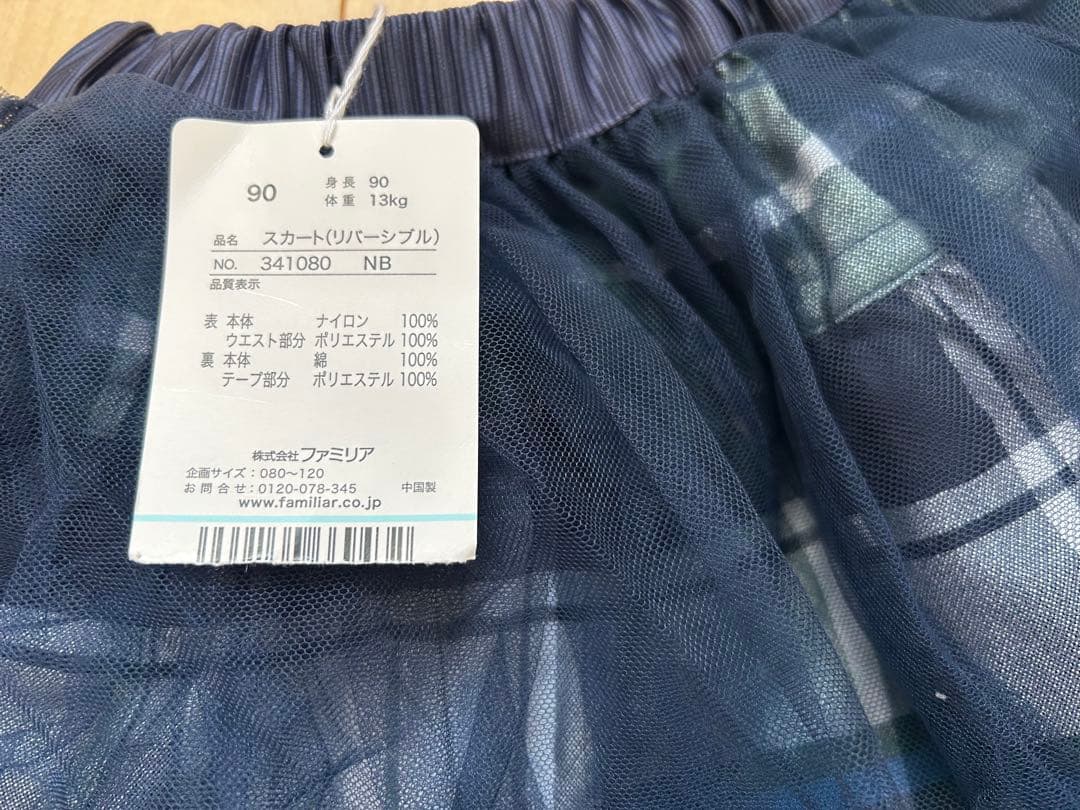 90
身長 90
体重 13kg
品名 スカート(リバーシブル)
NO. 341080 NB
品質表示
表 本体 ナイロン 100%
ウエスト部分 ポリエステル 100%
裏 本体 綿 100%
テープ部分 ポリエステル 100%
株式会社 ファミリア
企画サイズ:080〜120
お問合せ:0120-078-345 中国製
www.familiar.co.jp